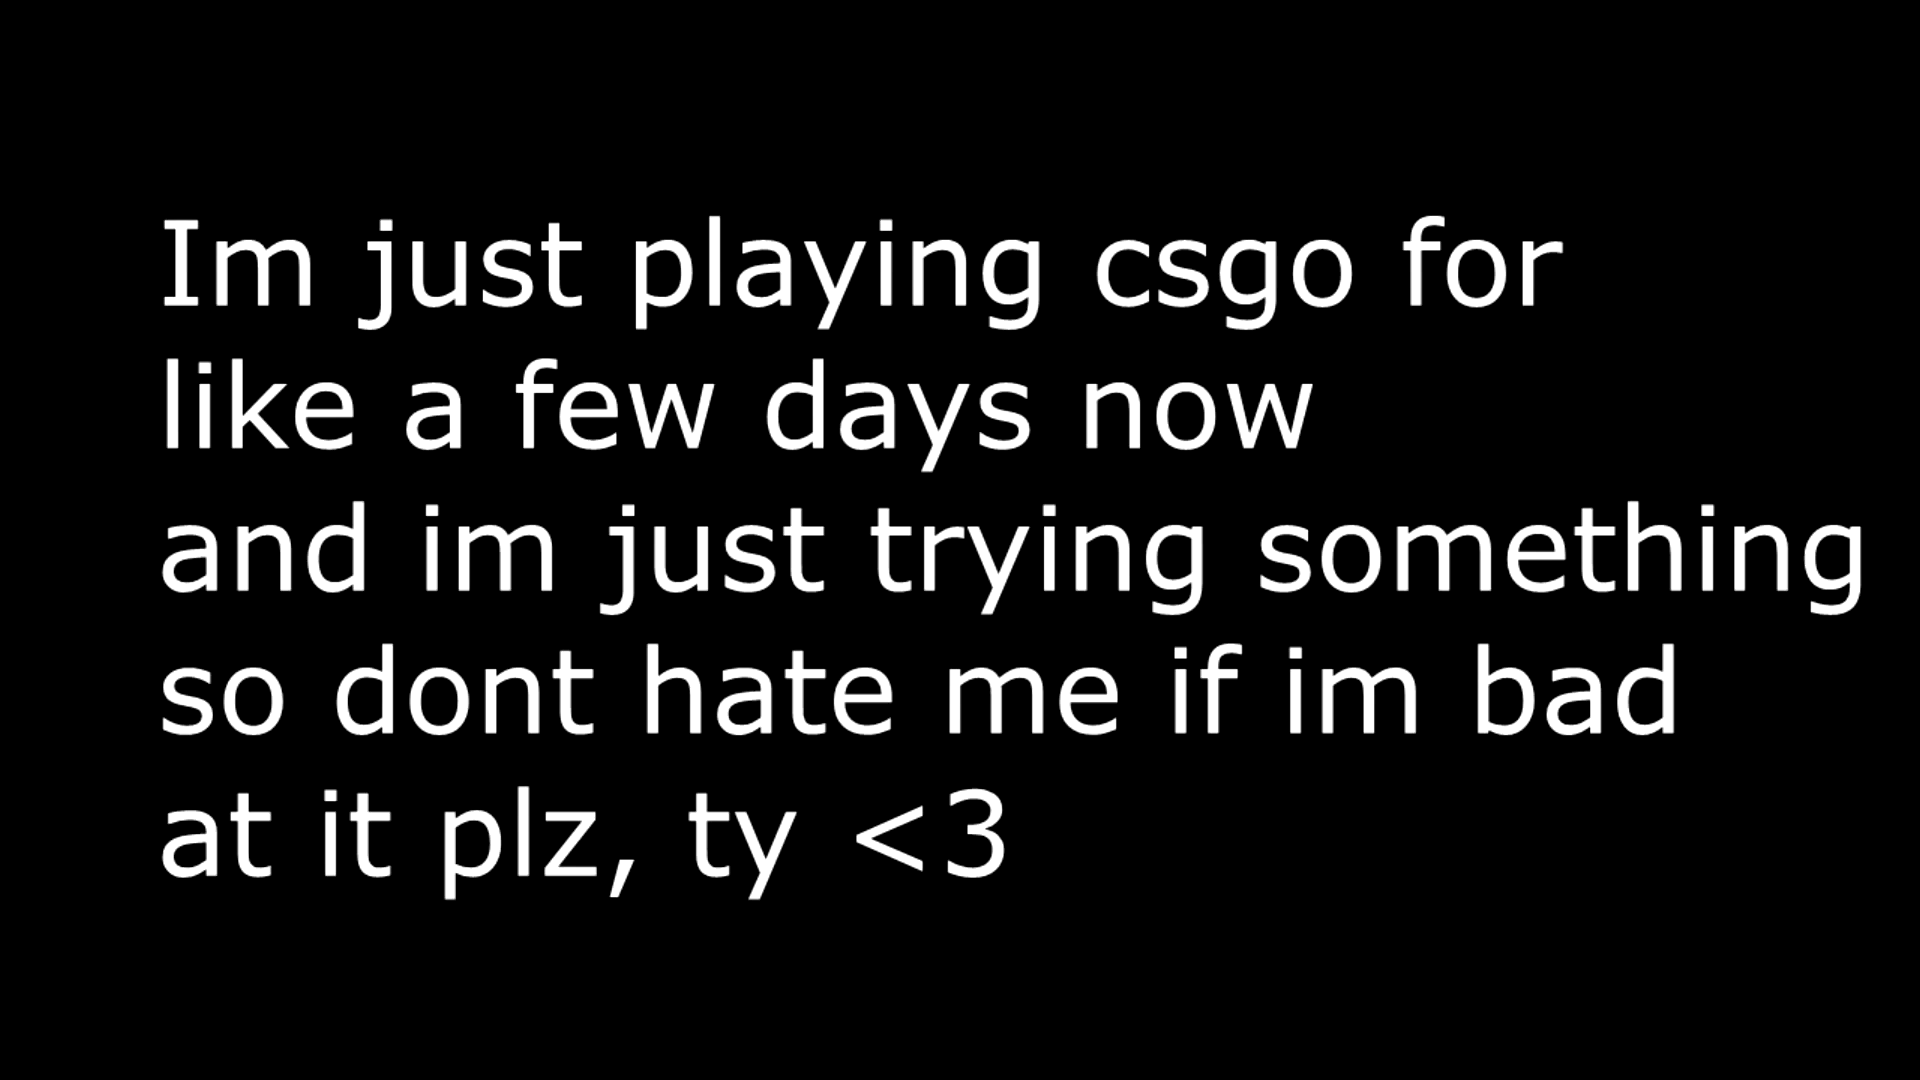 Im just playing csgo for
like a few days now
and im just trying something
so dont hate me if im bad
at it plz, ty <3